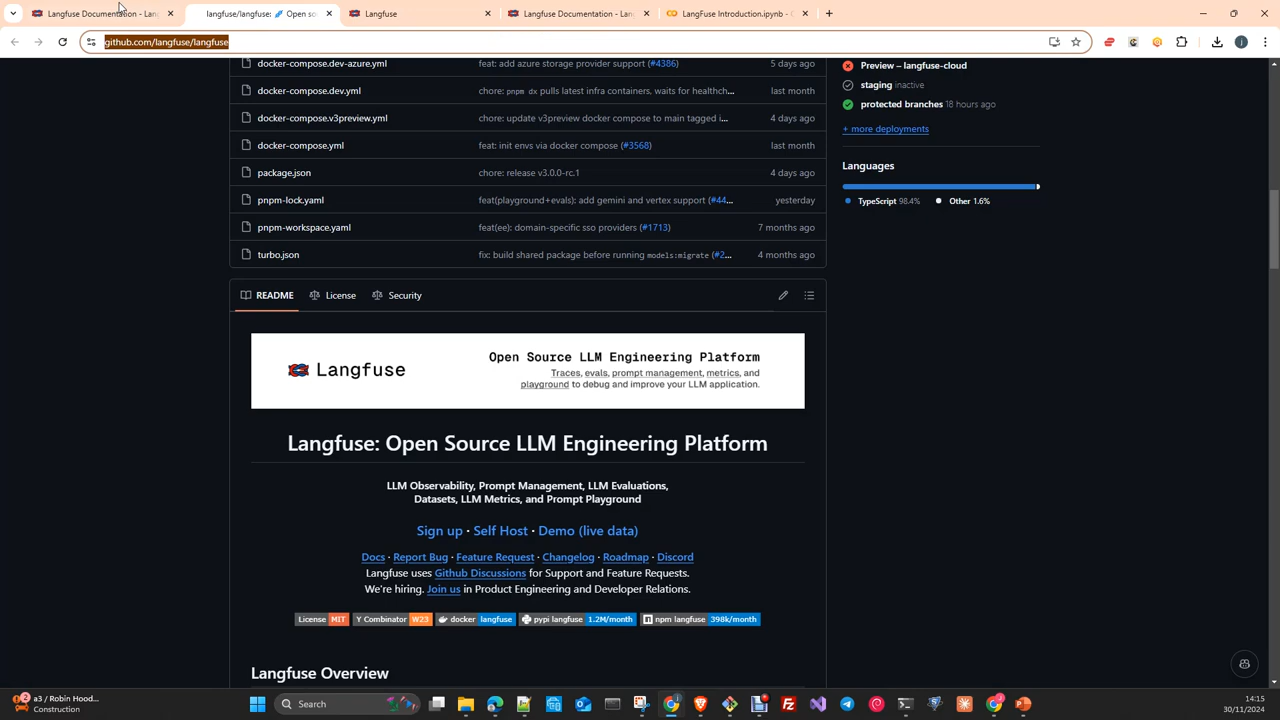 Langfuse Documentation - Lang
langfuse/langfuse: 🪢 Open so
Langfuse
Langfuse Documentation - Lang
LangFuse Introduction.ipynb - C
github.com/langfuse/langfuse
docker-compose.dev-azure.yml feat: add azure storage provider support (#4386) 5 days ago
docker-compose.dev.yml chore: pnpm dx pulls latest infra containers, waits for healthch... last month
docker-compose.v3preview.yml chore: update v3preview docker compose to main tagged i... 4 days ago
docker-compose.yml feat: init envs via docker compose (#3568) last month
package.json chore: release v3.0.0-rc.1 4 days ago
pnpm-lock.yaml feat(playground+evals): add gemini and vertex support (#44... yesterday
pnpm-workspace.yaml feat(ee): domain-specific sso providers (#1713) 7 months ago
turbo.json fix: build shared package before running models:migrate (#2... 4 months ago
Preview – langfuse-cloud
staging inactive
protected branches 18 hours ago
+ more deployments
Languages
TypeScript 98.4% Other 1.6%
README License Security
Langfuse
Open Source LLM Engineering Platform
Traces, evals, prompt management, metrics, and
playground to debug and improve your LLM application.
Langfuse: Open Source LLM Engineering Platform
LLM Observability, Prompt Management, LLM Evaluations,
Datasets, LLM Metrics, and Prompt Playground
Sign up · Self Host · Demo (live data)
Docs · Report Bug · Feature Request · Changelog · Roadmap · Discord
Langfuse uses Github Discussions for Support and Feature Requests.
We're hiring. Join us in Product Engineering and Developer Relations.
License MIT Y Combinator W23 docker langfuse pypi langfuse 1.2M/month npm langfuse 398k/month
Langfuse Overview
2
a3 / Robin Hood...
Construction
Search
14:15
30/11/2024